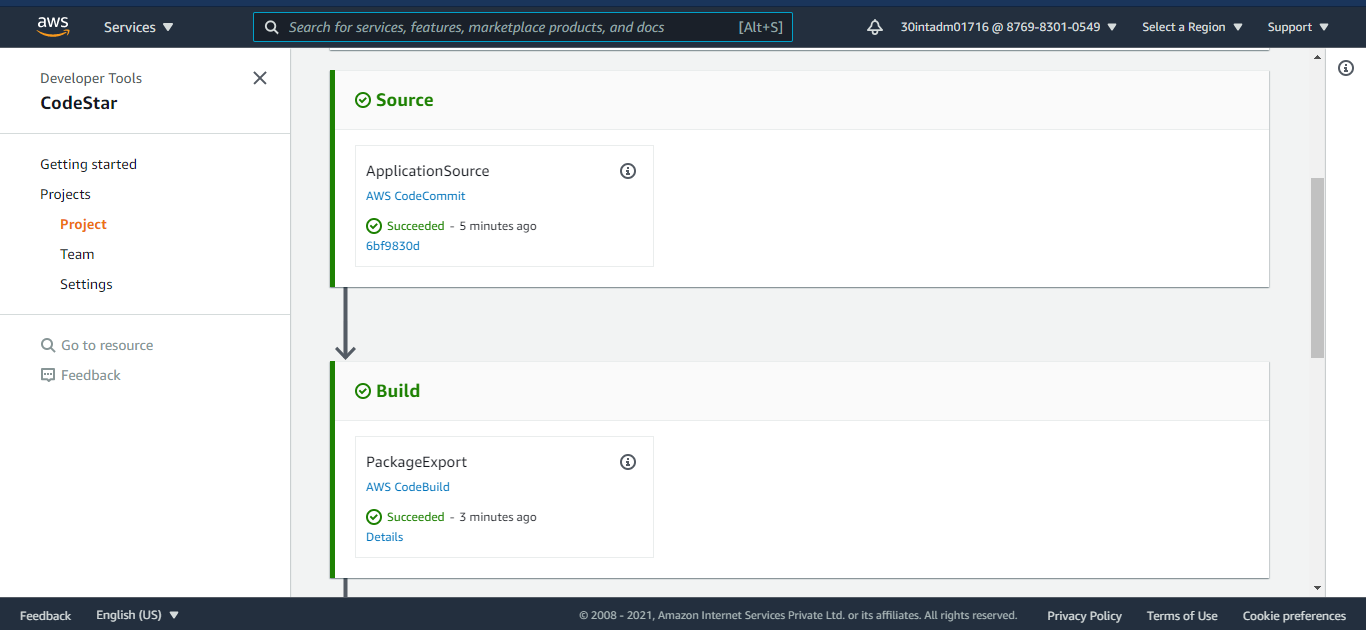 aws
Services
Search for services, features, marketplace products, and docs
[Alt+S]
30intadm01716 @ 8769-8301-0549
Select a Region
Support
Developer Tools
CodeStar
Getting started
Projects
Project
Team
Settings
Go to resource
Feedback
Source
ApplicationSource
AWS CodeCommit
Succeeded - 5 minutes ago
6bf9830d
Build
PackageExport
AWS CodeBuild
Succeeded - 3 minutes ago
Details
Feedback
English (US)
© 2008 - 2021, Amazon Internet Services Private Ltd. or its affiliates. All rights reserved.
Privacy Policy
Terms of Use
Cookie preferences